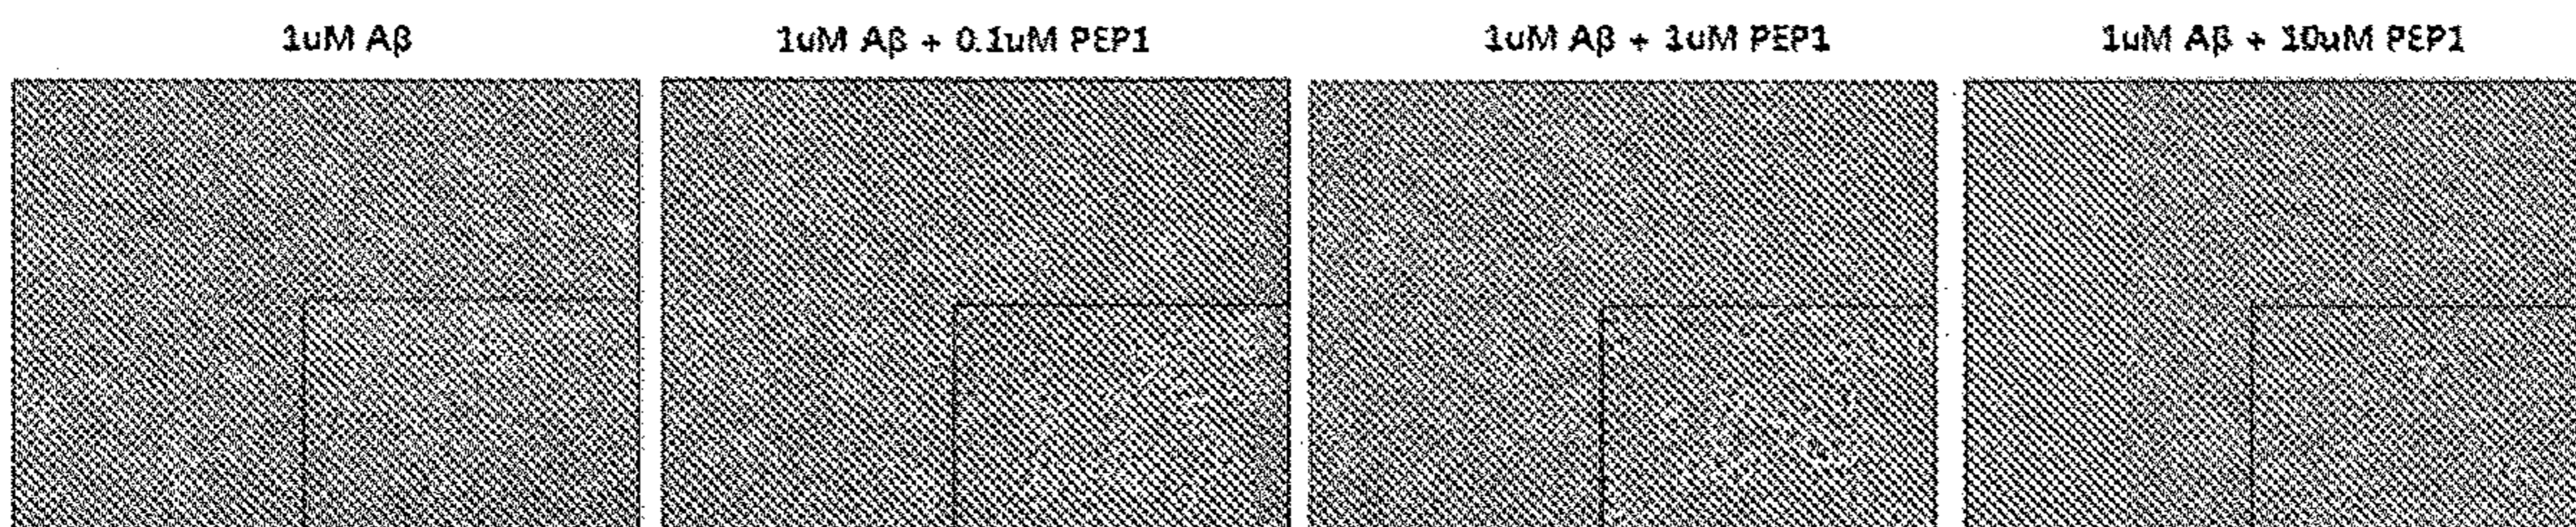 1uM Aβ
1uM Aβ + 0.1uM PEP1
1uM Aβ + 1uM PEP1
1uM Aβ + 10uM PEP1